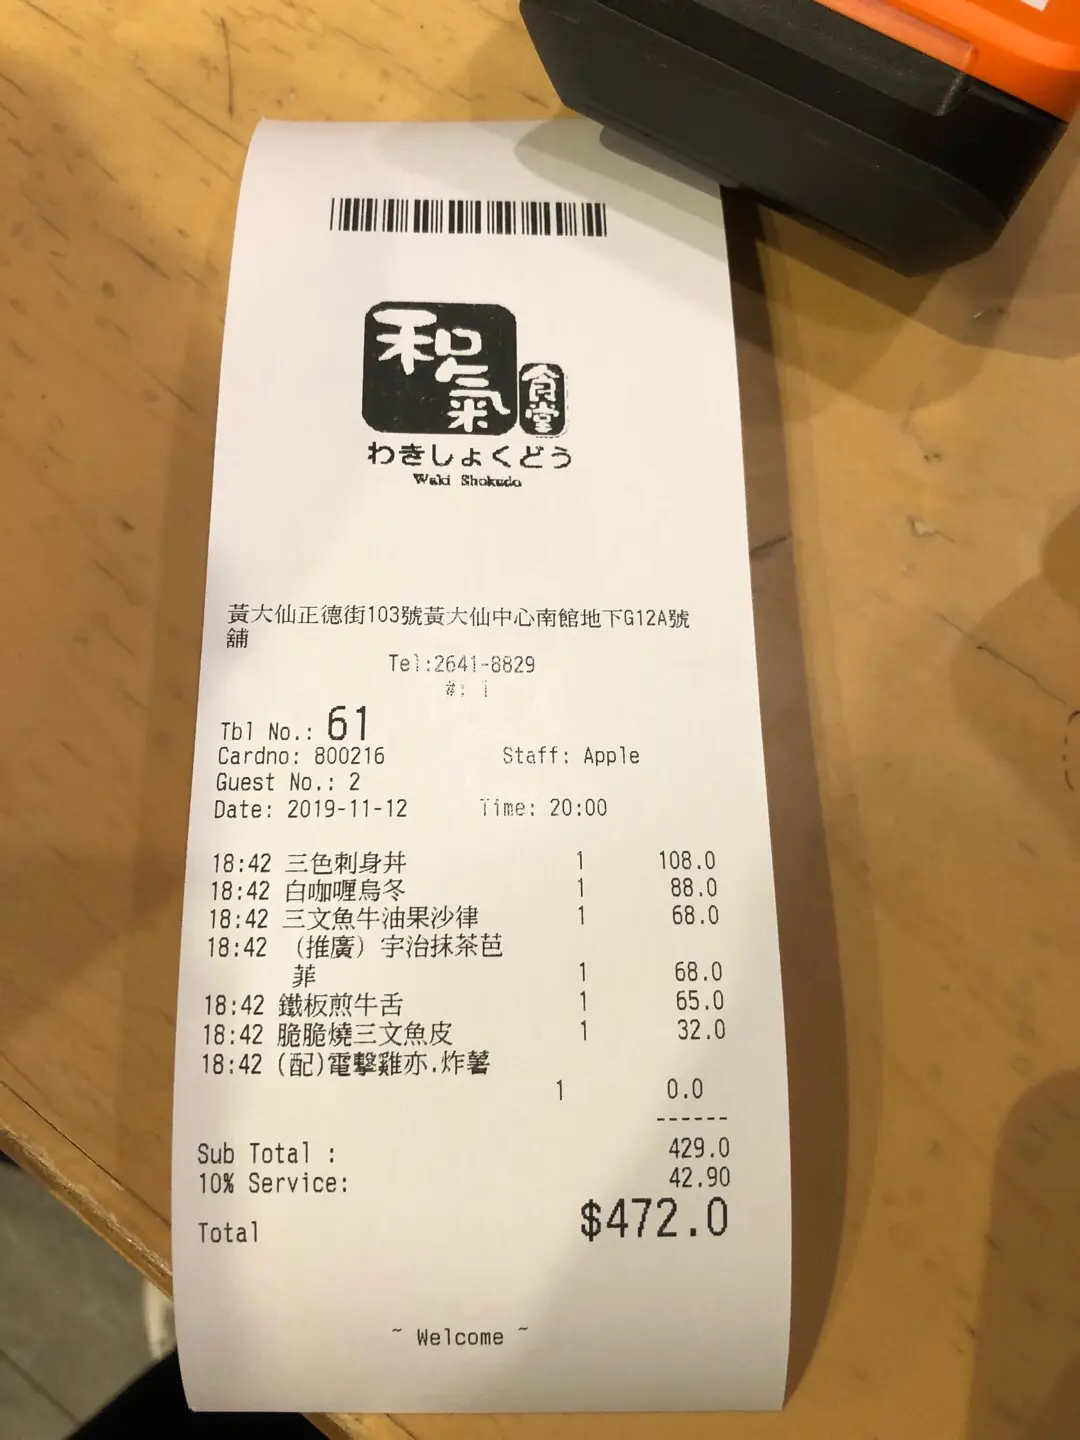 和氣
食堂
わきしょくどう
Waki Shokudo
黃大仙正德街103號黃大仙中心南館地下G12A號
舖
Tel:2641-8829
#: 1
Tbl No.: 61
Cardno: 800216 Staff: Apple
Guest No.: 2
Date: 2019-11-12 Time: 20:00
18:42 三色刺身丼 1 108.0
18:42 白咖喱烏冬 1 88.0
18:42 三文魚牛油果沙律 1 68.0
18:42 (推廣) 宇治抹茶芭
菲 1 68.0
18:42 鐵板煎牛舌 1 65.0
18:42 脆脆燒三文魚皮 1 32.0
18:42 (配)電擊雞亦.炸薯
1 0.0
------
Sub Total : 429.0
10% Service: 42.90
Total $472.0
~ Welcome ~